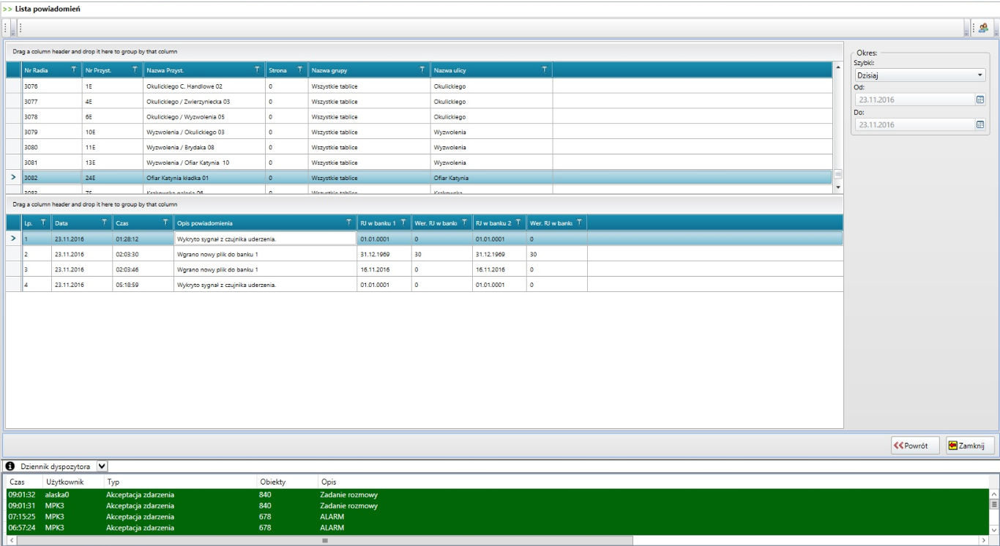 >> Lista powiadomień
Drag a column header and drop it here to group by that column
Nr Radia Nr Przyst. Nazwa Przyst. Strona Nazwa grupy Nazwa ulicy
3076 1E Okulickiego C. Handlowe 02 0 Wszystkie tablice Okulickiego
3077 4E Okulickiego / Zwierzyniecka 03 0 Wszystkie tablice Okulickiego
3078 6E Okulickiego / Wyzwolenia 05 0 Wszystkie tablice Okulickiego
3079 10E Wyzwolenia / Okulickiego 03 0 Wszystkie tablice Wyzwolenia
3080 11E Wyzwolenia / Brydaka 08 0 Wszystkie tablice Wyzwolenia
3081 13E Wyzwolenia / Ofiar Katynia 10 0 Wszystkie tablice Wyzwolenia
3082 24E Ofiar Katynia kładka 01 0 Wszystkie tablice Ofiar Katynia
3083 7E Krakowska galeria 06 0 Wszystkie tablice Krakowska
Okres:
Szybki:
Dzisiaj
Od:
23.11.2016
Do:
23.11.2016
Drag a column header and drop it here to group by that column
Lp. Data Czas Opis powiadomienia RJ w banku 1 Wer. RJ w banku RJ w banku 2 Wer. RJ w banku
1 23.11.2016 01:28:12 Wykryto sygnał z czujnika uderzenia. 01.01.0001 0 01.01.0001 0
2 23.11.2016 02:03:30 Wgrano nowy plik do banku 1 31.12.1969 30 31.12.1969 30
3 23.11.2016 02:03:46 Wgrano nowy plik do banku 1 16.11.2016 0 16.11.2016 0
4 23.11.2016 05:18:59 Wykryto sygnał z czujnika uderzenia. 01.01.0001 0 01.01.0001 0
Powrót Zamknij
Dziennik dyspozytora
Czas Użytkownik Typ Obiekty Opis
09:01:32 alaska0 Akceptacja zdarzenia 840 Zadanie rozmowy
09:01:31 MPK3 Akceptacja zdarzenia 840 Zadanie rozmowy
07:15:25 MPK3 Akceptacja zdarzenia 678 ALARM
06:57:24 MPK3 Akceptacja zdarzenia 678 ALARM